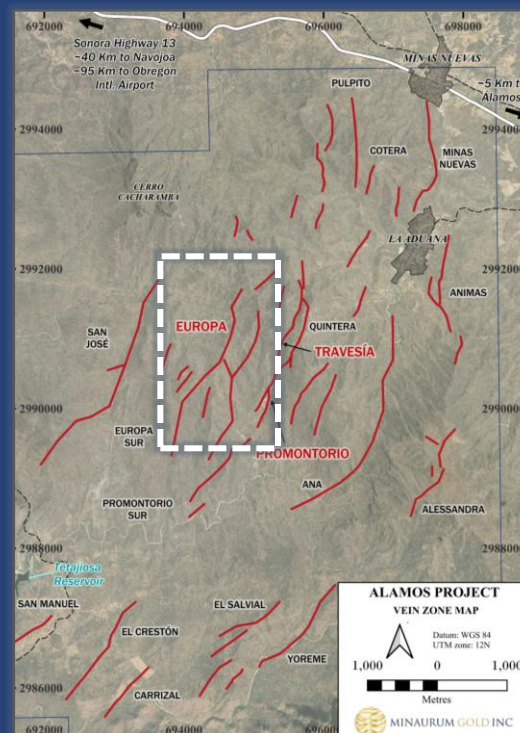 692000
694000
696000
698000
Sonora Highway 13
~40 Km to Navojoa
~95 Km to Obregón
Intl. Airport
MINAS NUEVAS
~5 Km to
Álamos
PULPITO
2994000
2994000
COTERA
MINAS
NUEVAS
CERRO
CACHARAMBA
LA ADUANA
2992000
2992000
ANIMAS
SAN
JOSÉ
EUROPA
QUINTERA
TRAVESÍA
2990000
2990000
EUROPA
SUR
PROMONTORIO
ANA
PROMONTORIO
SUR
ALESSANDRA
2988000
2988000
Tetajiosa
Reservoir
SAN MANUEL
EL SALVIAL
EL CRESTÓN
YOREME
CARRIZAL
2986000
692000
694000
696000
ALAMOS PROJECT
VEIN ZONE MAP
Datum: WGS 84
UTM zone: 12N
1,000
0
1,000
Metres
MINAURUM GOLD INC